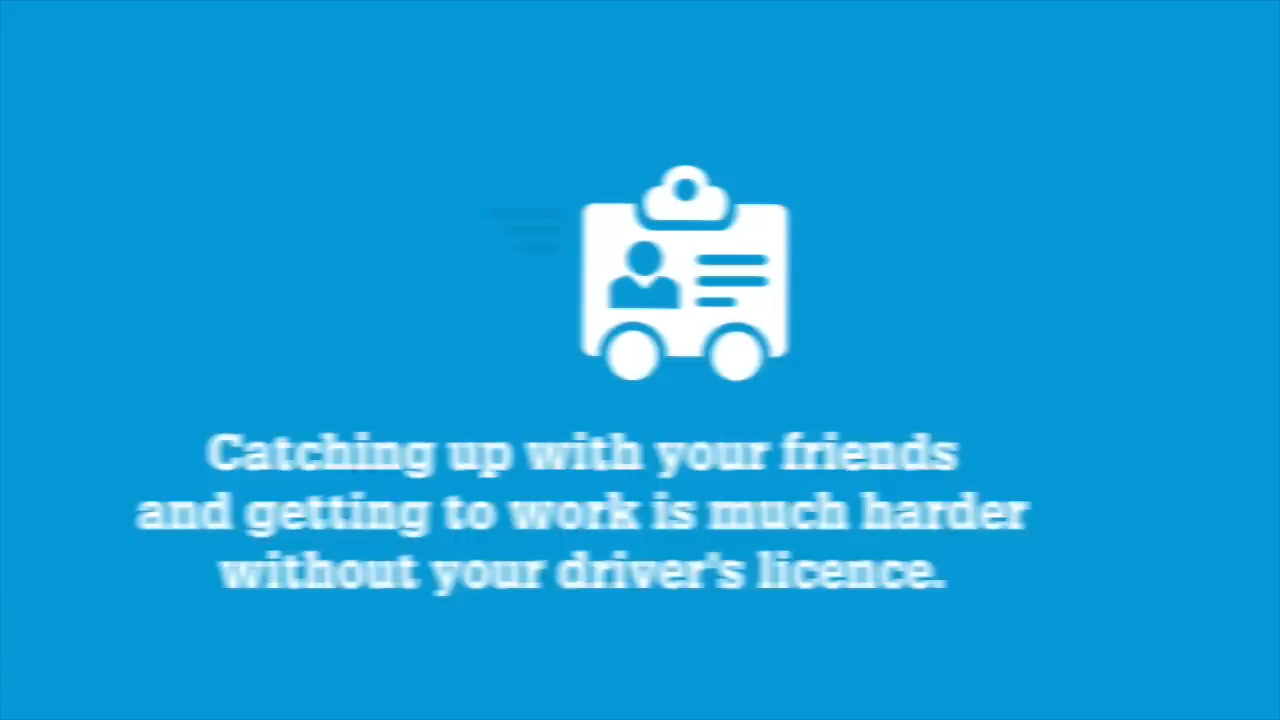 Catching up with your friends
and getting to work is much harder
without your driver's licence.